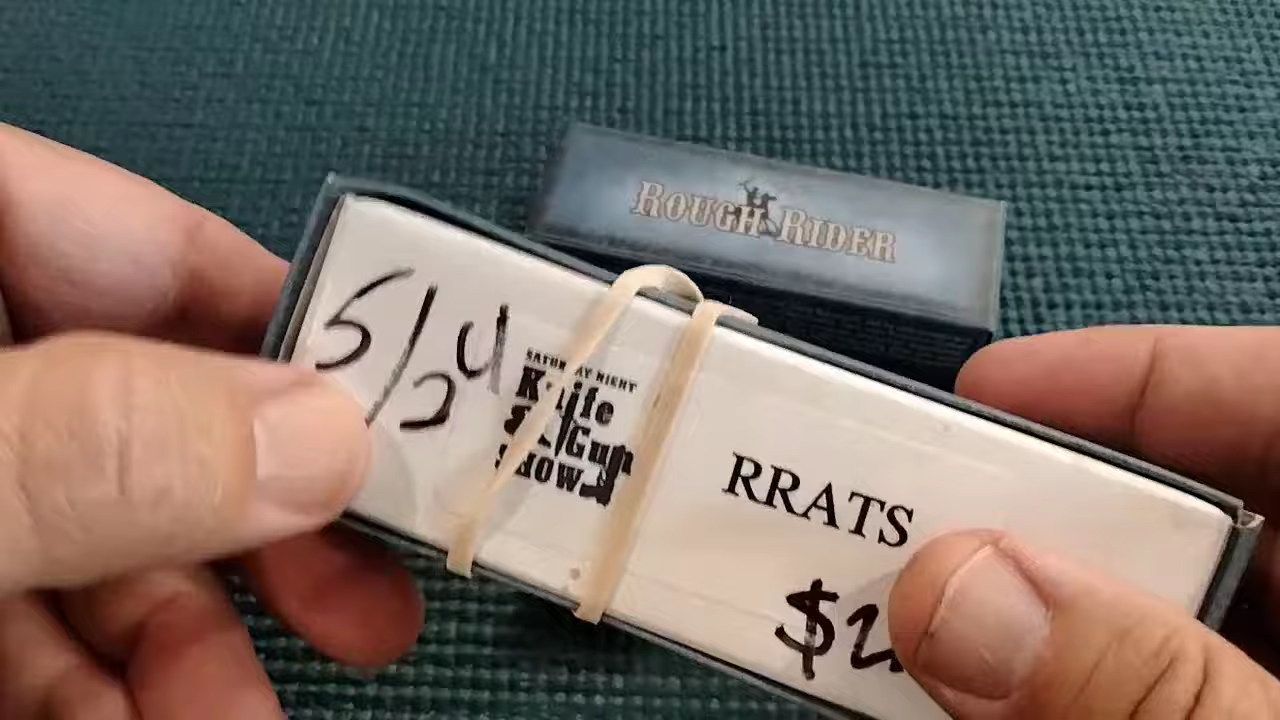 ROUGH RIDER
5/24
SATURDAY NIGHT
Knife
& Gun
SHOW
RRATS
$2